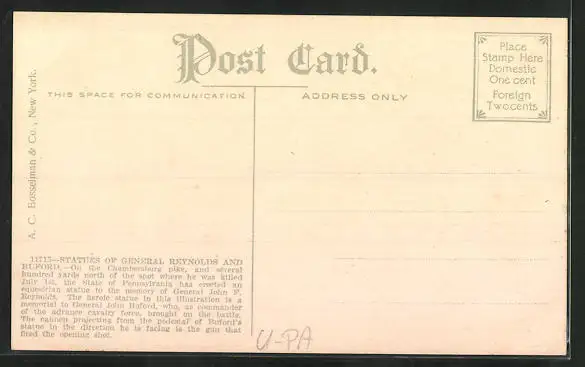 Post Card.
THIS SPACE FOR COMMUNICATION
ADDRESS ONLY
Place
Stamp Here
Domestic
One cent
Foreign
Two cents
A. C. Bosselman & Co., New York.
11715—STATUES OF GENERAL REYNOLDS AND
BUFORD.—On the Chambersburg pike, and several
hundred yards north of the spot where he was killed
July 1st, the State of Pennsylvania has erected an
equestrian statue to the memory of General John F.
Reynolds. The heroic statue in this illustration is a
memorial to General John Buford, who, as commander
of the advance cavalry force, brought on the battle.
The cannon projecting from the pedestal of Buford's
statue in the direction he is facing is the gun that
fired the opening shot.
U-PA